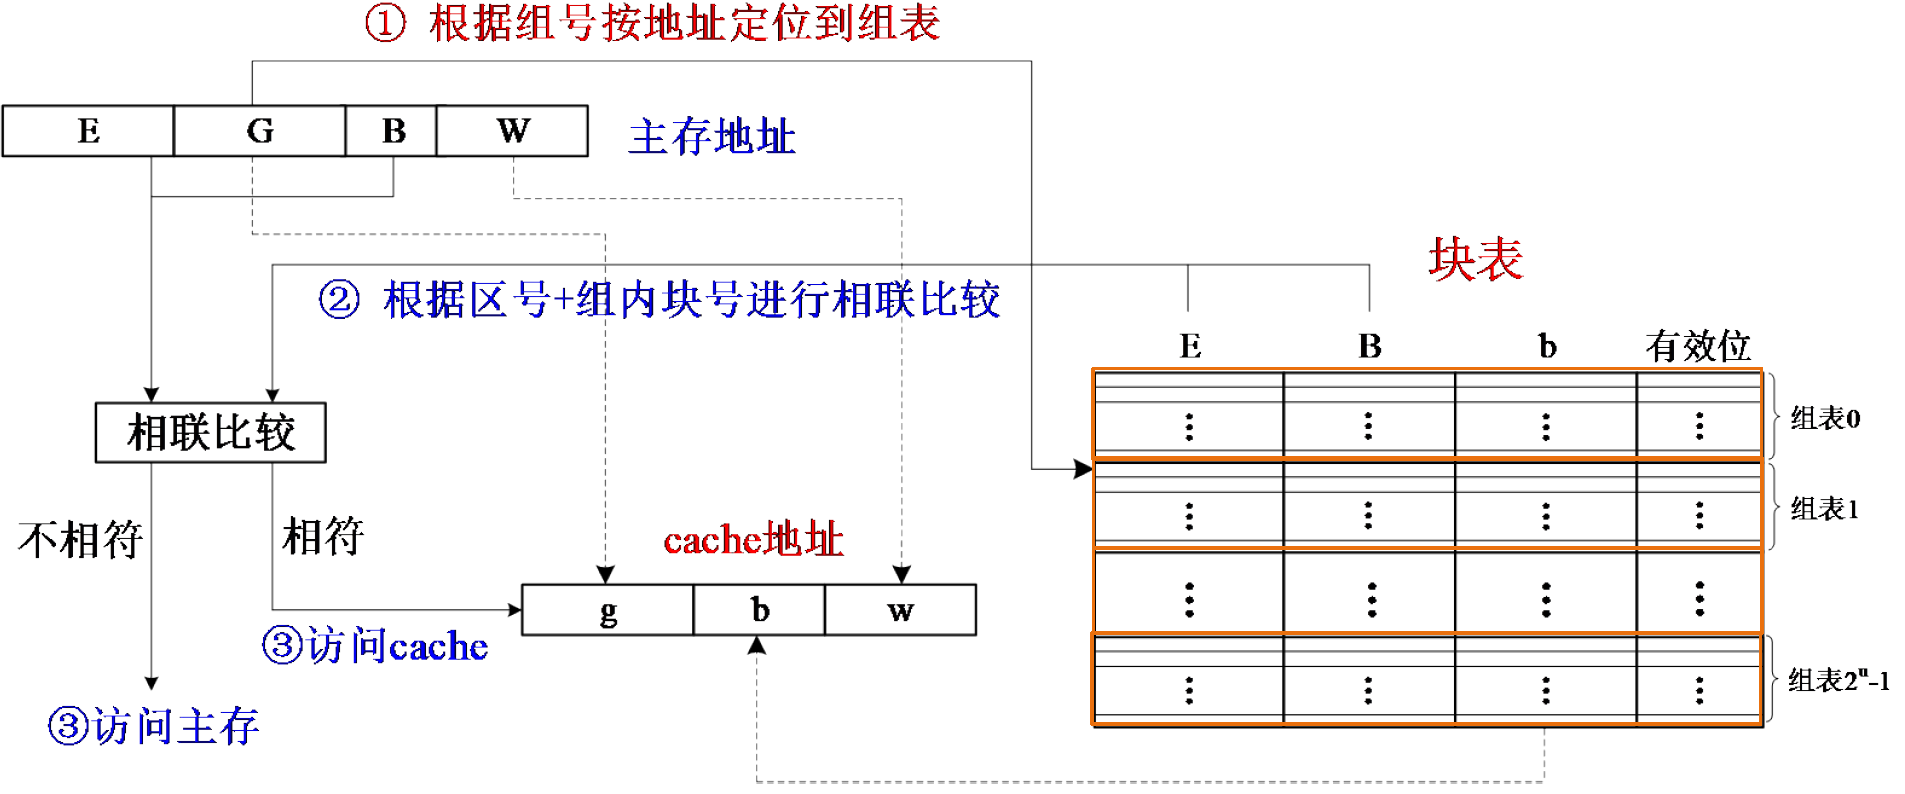 ① 根据组号按地址定位到组表
E G B W
主存地址
块表
② 根据区号+组内块号进行相联比较
E B b 有效位
相联比较
组表0
不相符
相符
cache地址
组表1
g b w
③访问cache
组表2ⁿ-1
③访问主存